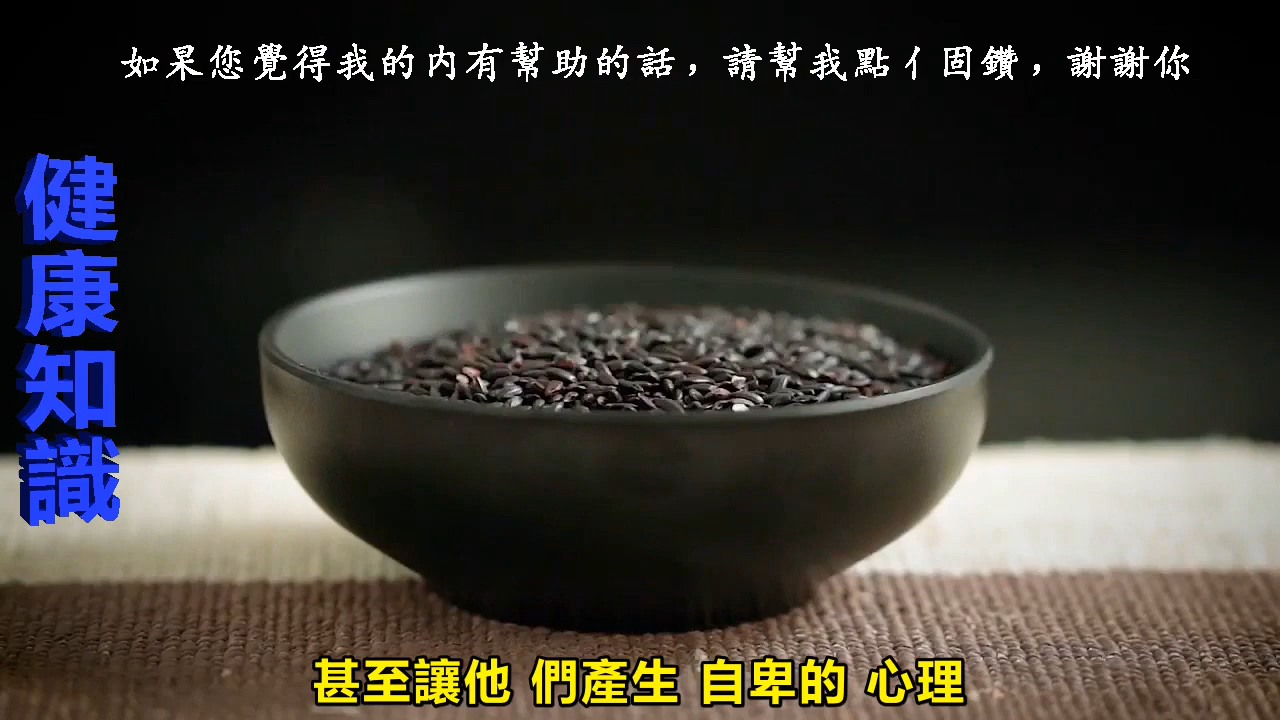 如果您覺得我的内有幫助的話，請幫我點亻固鑽，謝謝你
健康知識
甚至讓他 們產生 自卑的 心理